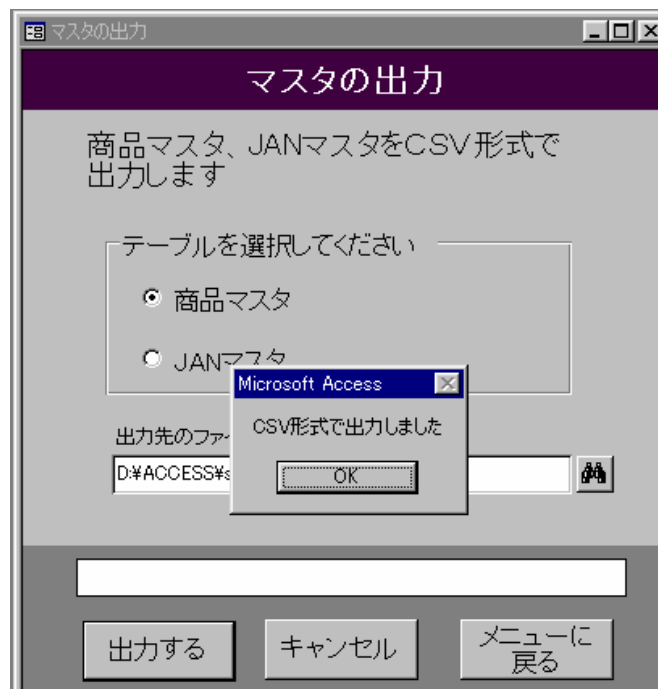 マスタの出力
マスタの出力
商品マスタ、JANマスタをCSV形式で
出力します
テーブルを選択してください
商品マスタ
JANマスタ
Microsoft Access
CSV形式で出力しました
OK
出力先のファ
D:¥ACCESS¥s
出力する
キャンセル
メニューに
戻る